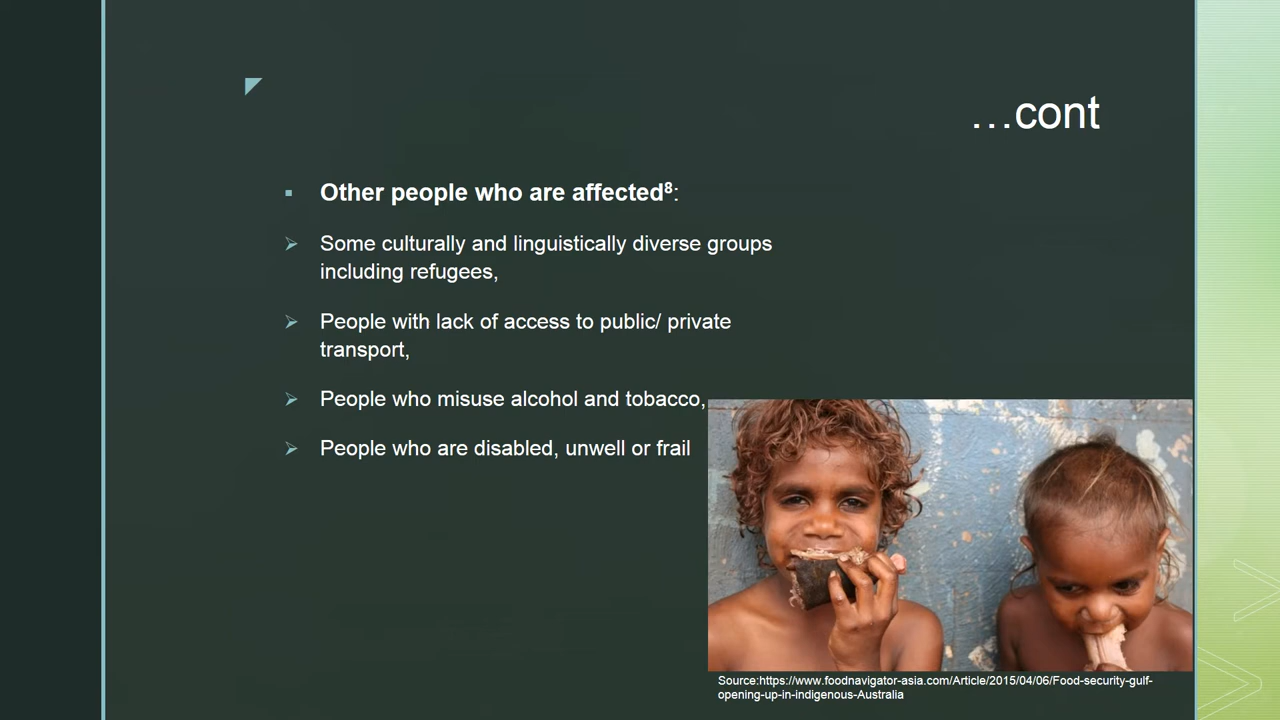 …cont
Other people who are affected⁸:
Some culturally and linguistically diverse groups
including refugees,
People with lack of access to public/ private
transport,
People who misuse alcohol and tobacco,
People who are disabled, unwell or frail
Source:https://www.foodnavigator-asia.com/Article/2015/04/06/Food-security-gulf-
opening-up-in-indigenous-Australia